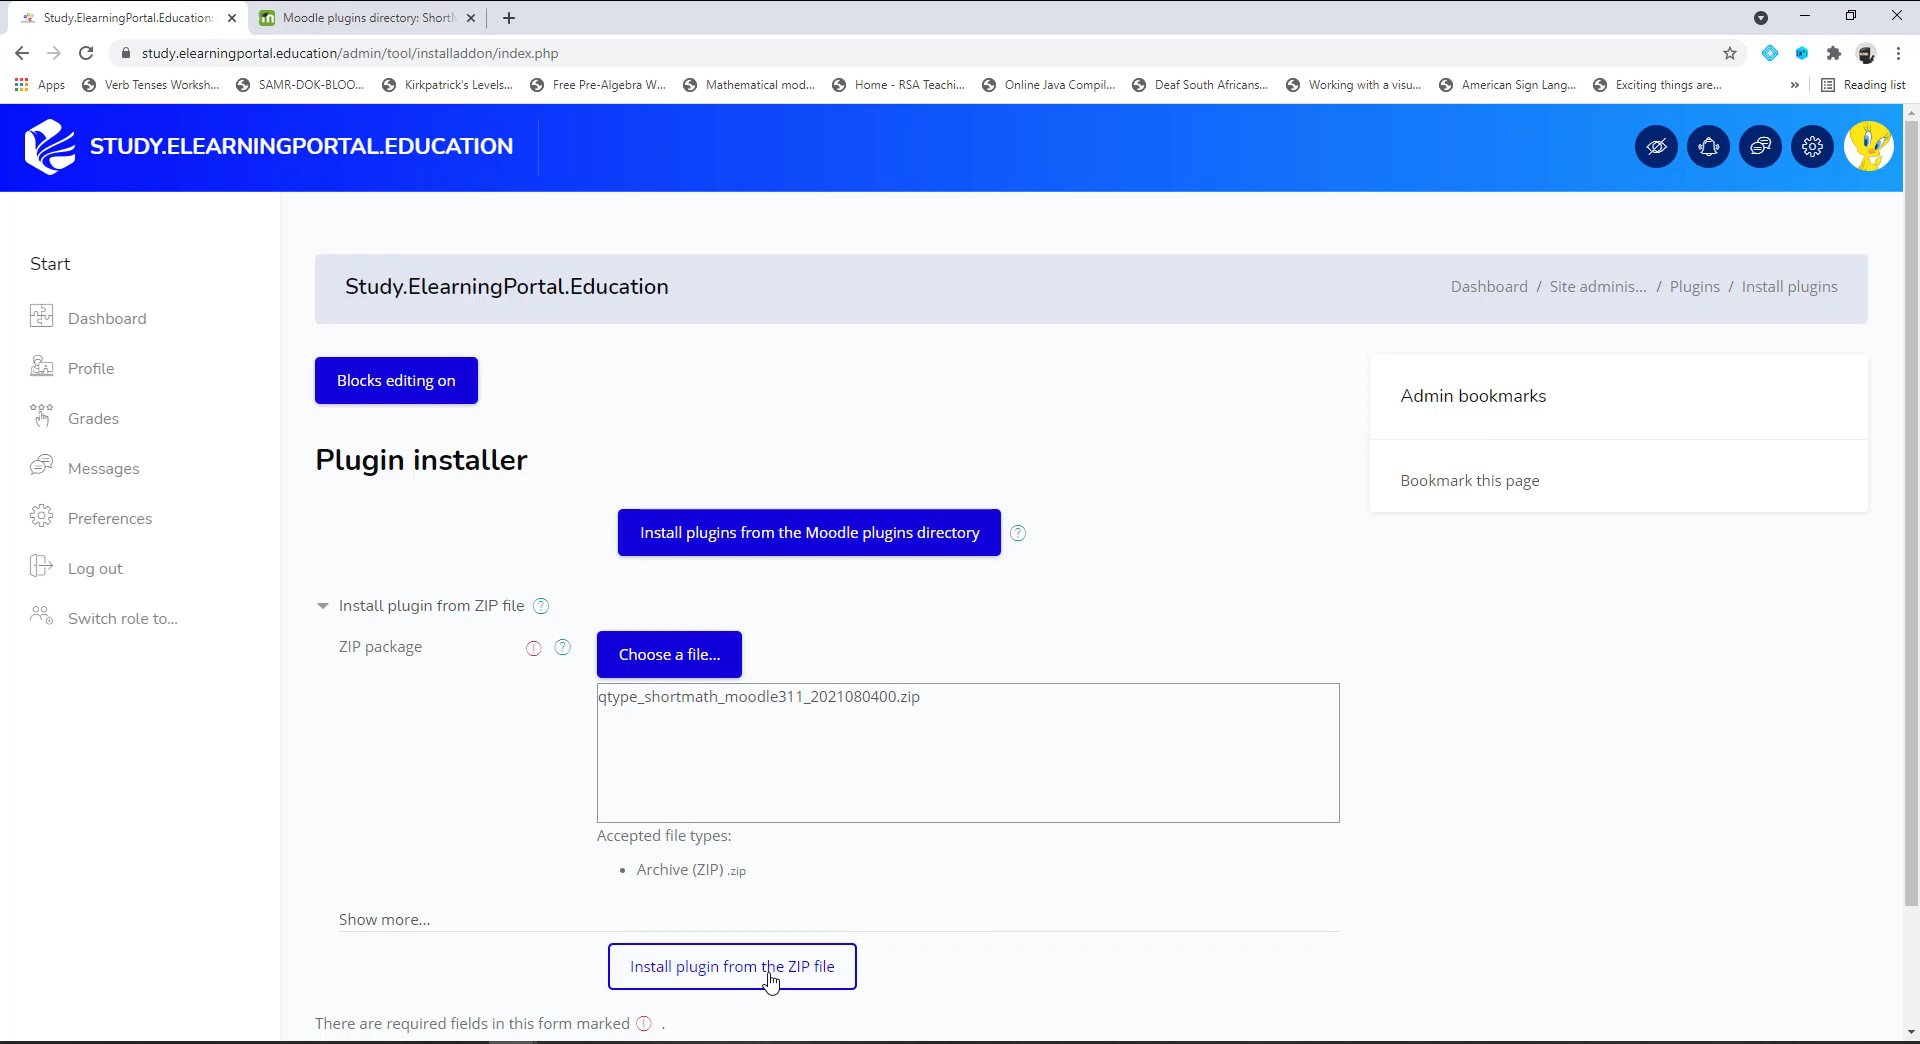 Study.ElearningPortal.Education:
Moodle plugins directory: Short
study.elearningportal.education/admin/tool/installaddon/index.php
Apps
Verb Tenses Worksh...
SAMR-DOK-BLOO...
Kirkpatrick's Levels...
Free Pre-Algebra W...
Mathematical mod...
Home - RSA Teachi...
Online Java Compil...
Deaf South Africans...
Working with a visu...
American Sign Lang...
Exciting things are...
»
Reading list
STUDY.ELEARNINGPORTAL.EDUCATION
Start
Dashboard
Profile
Grades
Messages
Preferences
Log out
Switch role to...
Study.ElearningPortal.Education
Dashboard / Site adminis... / Plugins / Install plugins
Blocks editing on
Plugin installer
Install plugins from the Moodle plugins directory
Install plugin from ZIP file
ZIP package
Choose a file...
qtype_shortmath_moodle311_2021080400.zip
Accepted file types:
• Archive (ZIP) .zip
Show more...
Install plugin from the ZIP file
There are required fields in this form marked .
Admin bookmarks
Bookmark this page